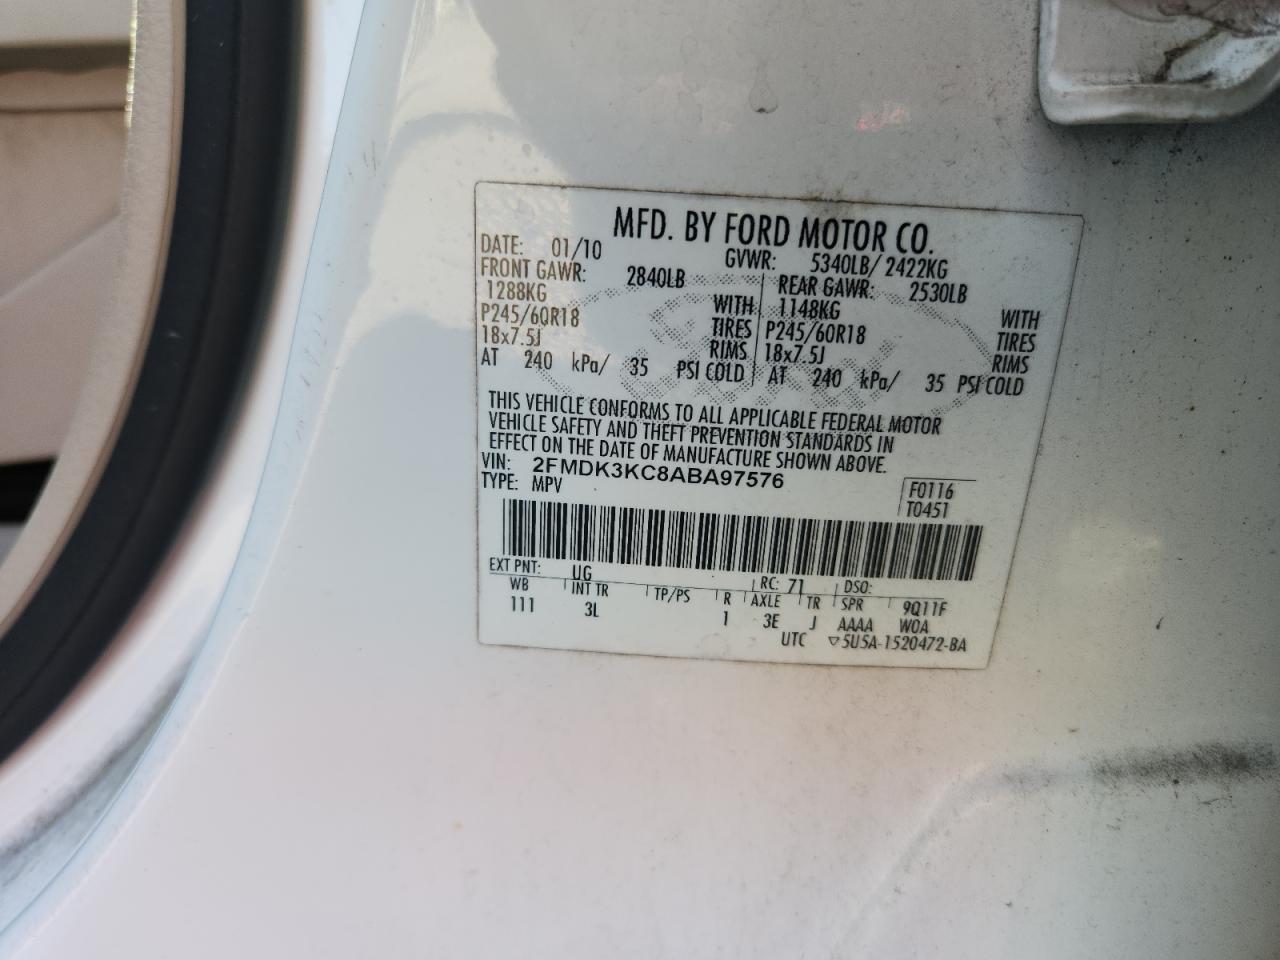 MFD. BY FORD MOTOR CO.
DATE: 01/10 GVWR: 5340LB/ 2422KG
FRONT GAWR: 2840LB REAR GAWR: 2530LB
1288KG WITH 1148KG WITH
P245/60R18 TIRES P245/60R18 TIRES
18x7.5J RIMS 18x7.5J RIMS
AT 240 kPa/ 35 PSI COLD AT 240 kPa/ 35 PSI COLD
THIS VEHICLE CONFORMS TO ALL APPLICABLE FEDERAL MOTOR
VEHICLE SAFETY AND THEFT PREVENTION STANDARDS IN
EFFECT ON THE DATE OF MANUFACTURE SHOWN ABOVE.
VIN: 2FMDK3KC8ABA97576
TYPE: MPV F0116
T0451
EXT PNT: UG RC: 71 DSO:
WB INT TR TP/PS R AXLE TR SPR 9Q11F
111 3L 1 3E J AAAA WOA
UTC ▽5U5A-1520472-BA